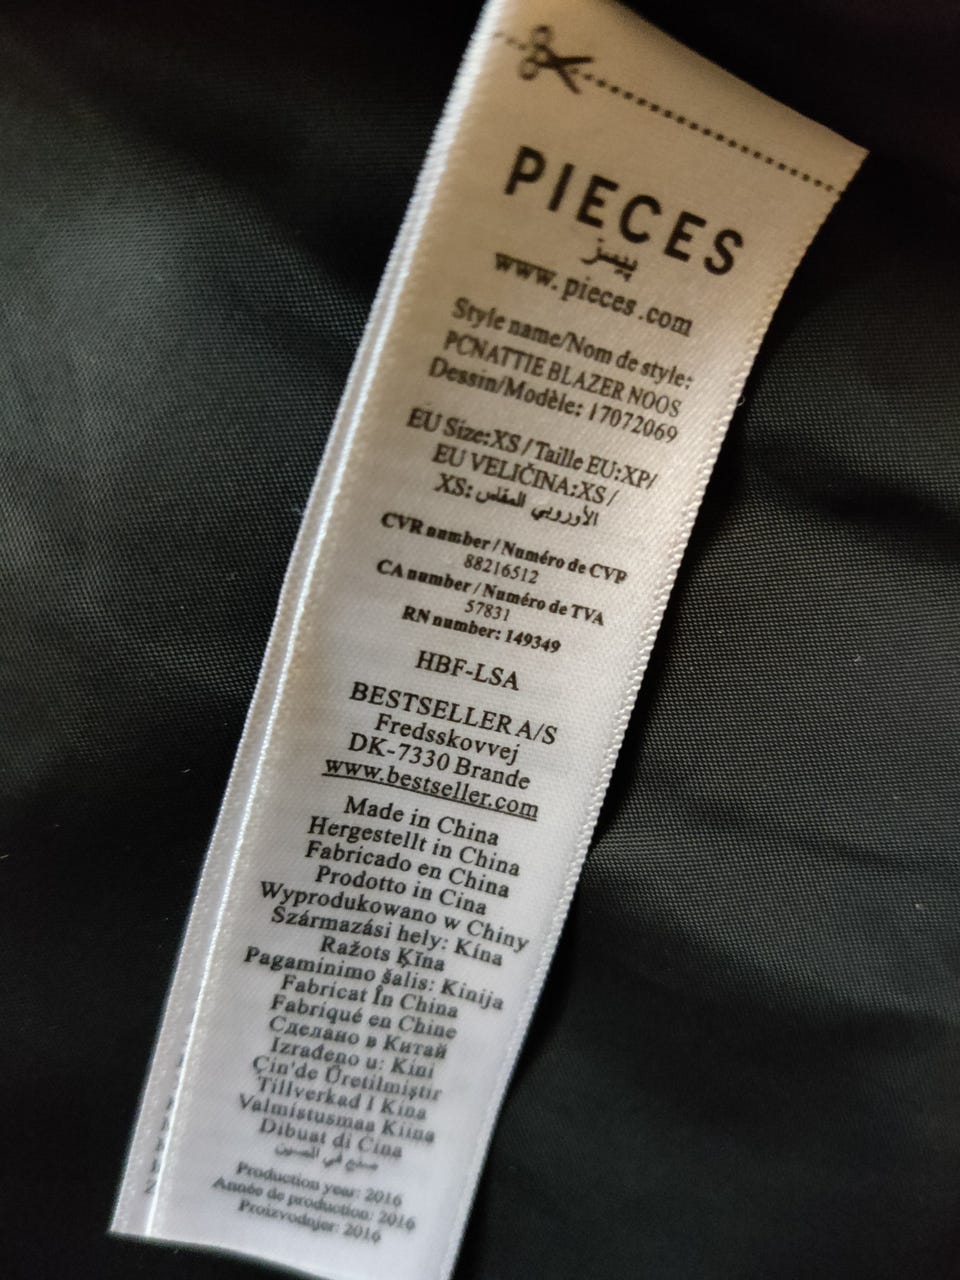 PIECES
پیسز
www.pieces.com
Style name/Nom de style:
PCNATTIE BLAZER NOOS
Dessin/Modèle: 17072069
EU Size:XS / Taille EU:XP/
EU VELIČINA:XS /
XS: الأوروبي المقاس
CVR number / Numéro de CVP
88216512
CA number / Numéro de TVA
57831
RN number: 149349
HBF-LSA
BESTSELLER A/S
Fredsskovvej
DK-7330 Brande
www.bestseller.com
Made in China
Hergestellt in China
Fabricado en China
Prodotto in Cina
Wyprodukowano w Chiny
Származási hely: Kína
Ražots Ķīna
Pagaminimo šalis: Kinija
Fabricat În China
Fabriqué en Chine
Сделано в Китай
Izrađeno u: Kini
Çin'de Üretilmiştir
Tillverkad I Kina
Valmistusmaa Kiina
Dibuat di Cina
صنع في الصين
Production year: 2016
Année de production: 2016
Proizvodnjer: 2016